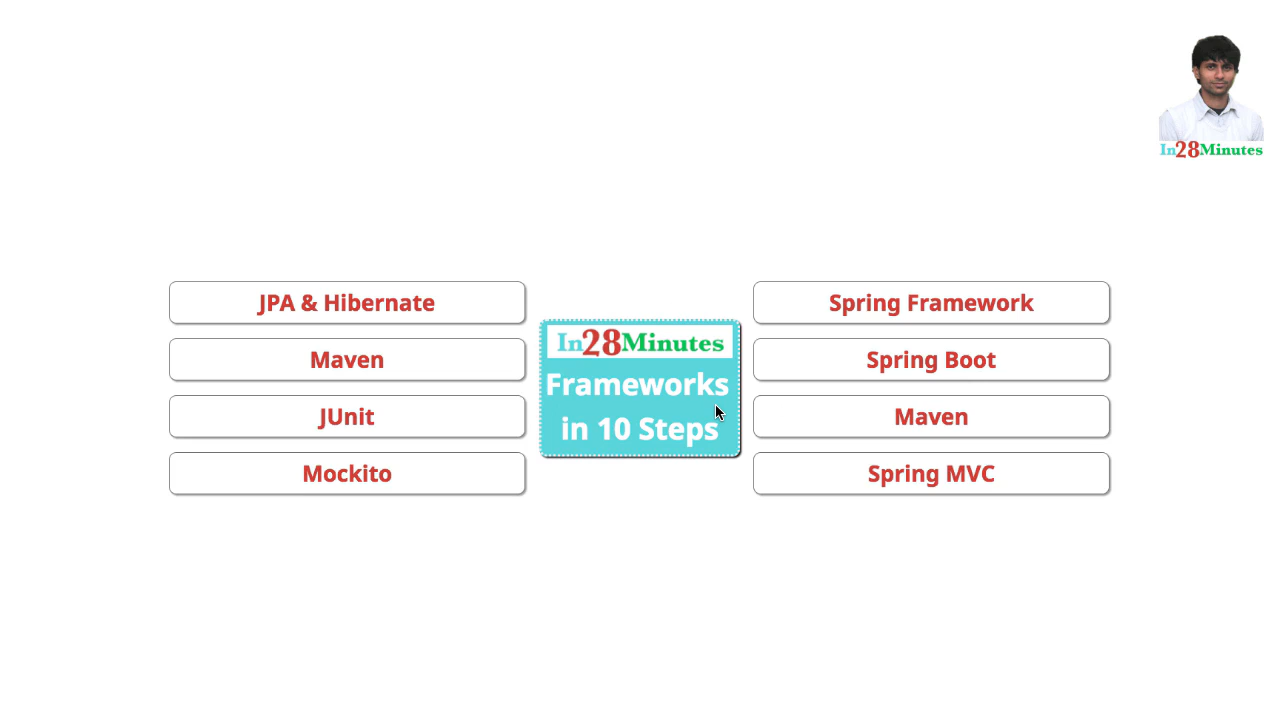 In28Minutes
JPA & Hibernate
Maven
JUnit
Mockito
In28Minutes
Frameworks
in 10 Steps
Spring Framework
Spring Boot
Maven
Spring MVC